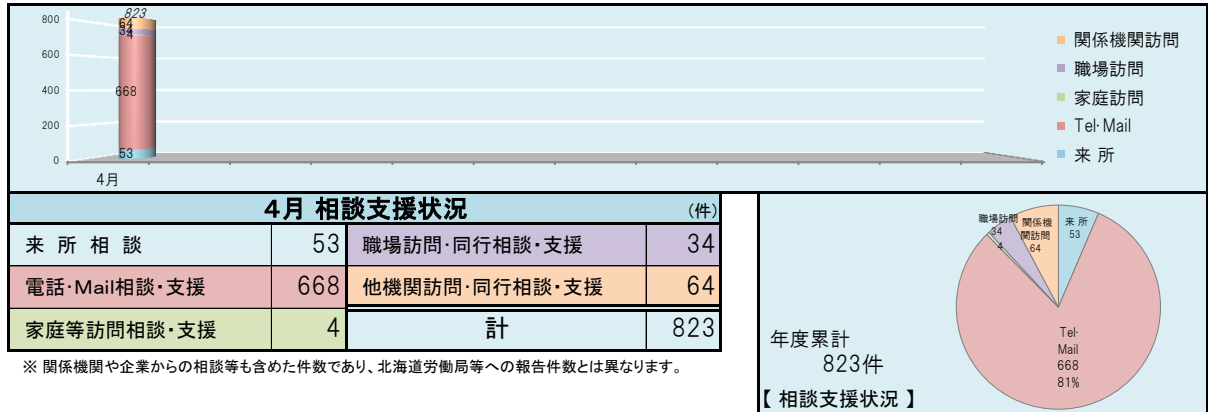 800
600
400
200
0
823
64
34
4
668
53
4月
関係機関訪問
職場訪問
家庭訪問
Tel·Mail
来 所
4月 相談支援状況 (件)
来 所 相 談 53 職場訪問·同行相談・支援 34
電話·Mail相談・支援 668 他機関訪問·同行相談・支援 64
家庭等訪問相談・支援 4 計 823
※ 関係機関や企業からの相談等も含めた件数であり、北海道労働局等への報告件数とは異なります。
職場訪問
34
4
関係機
関訪問
64
来 所
53
Tel·
Mail
668
81%
年度累計
823件
【 相談支援状況 】